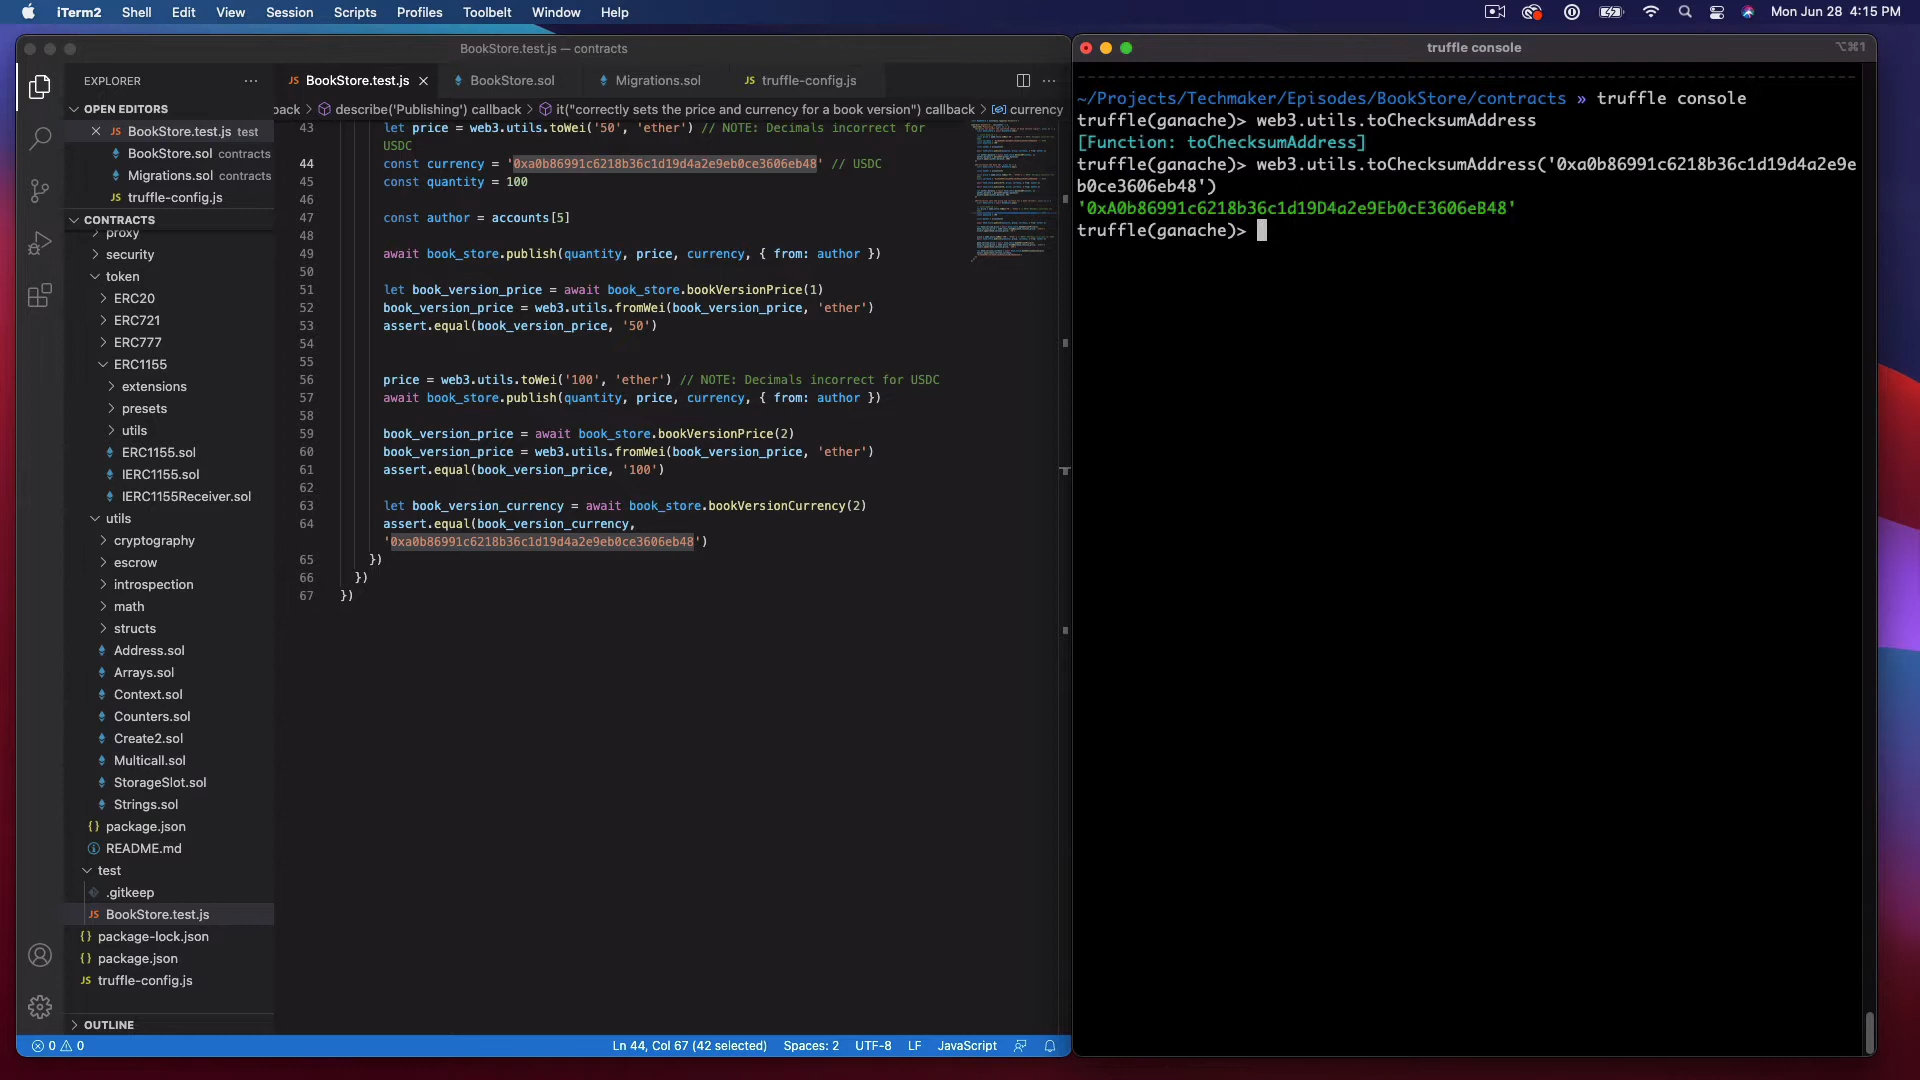 iTerm2 Shell Edit View Session Scripts Profiles Toolbelt Window Help
Mon Jun 28 4:15 PM
BookStore.test.js — contracts
EXPLORER
OPEN EDITORS
BookStore.test.js test
BookStore.sol contracts
Migrations.sol contracts
truffle-config.js
CONTRACTS
proxy
security
token
ERC20
ERC721
ERC777
ERC1155
extensions
presets
utils
ERC1155.sol
IERC1155.sol
IERC1155Receiver.sol
utils
cryptography
escrow
introspection
math
structs
Address.sol
Arrays.sol
Context.sol
Counters.sol
Create2.sol
Multicall.sol
StorageSlot.sol
Strings.sol
package.json
README.md
test
.gitkeep
BookStore.test.js
package-lock.json
package.json
truffle-config.js
OUTLINE
BookStore.test.js BookStore.sol Migrations.sol truffle-config.js
back > describe('Publishing') callback > it("correctly sets the price and currency for a book version") callback > currency
43 let price = web3.utils.toWei('50', 'ether') // NOTE: Decimals incorrect for
USDC
44 const currency = '0xa0b86991c6218b36c1d19d4a2e9eb0ce3606eb48' // USDC
45 const quantity = 100
46
47 const author = accounts[5]
48
49 await book_store.publish(quantity, price, currency, { from: author })
50
51 let book_version_price = await book_store.bookVersionPrice(1)
52 book_version_price = web3.utils.fromWei(book_version_price, 'ether')
53 assert.equal(book_version_price, '50')
54
55
56 price = web3.utils.toWei('100', 'ether') // NOTE: Decimals incorrect for USDC
57 await book_store.publish(quantity, price, currency, { from: author })
58
59 book_version_price = await book_store.bookVersionPrice(2)
60 book_version_price = web3.utils.fromWei(book_version_price, 'ether')
61 assert.equal(book_version_price, '100')
62
63 let book_version_currency = await book_store.bookVersionCurrency(2)
64 assert.equal(book_version_currency,
'0xa0b86991c6218b36c1d19d4a2e9eb0ce3606eb48')
65 })
66 })
67 })
0 0 Ln 44, Col 67 (42 selected) Spaces: 2 UTF-8 LF JavaScript
truffle console
⌥⌘1
~/Projects/Techmaker/Episodes/BookStore/contracts » truffle console
truffle(ganache)> web3.utils.toChecksumAddress
[Function: toChecksumAddress]
truffle(ganache)> web3.utils.toChecksumAddress('0xa0b86991c6218b36c1d19d4a2e9e
b0ce3606eb48')
'0xA0b86991c6218b36c1d19D4a2e9Eb0cE3606eB48'
truffle(ganache)>